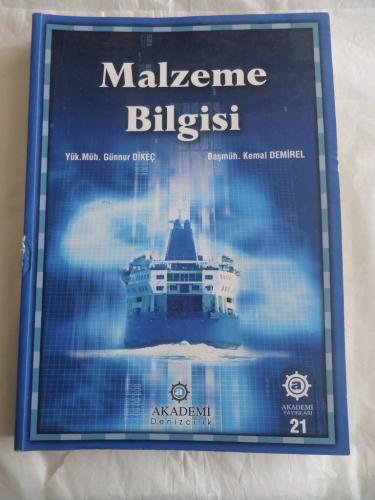 Malzeme
Bilgisi
Yük.Müh. Günnur DİKEÇ
Başmüh. Kemal DEMİREL
a
AKADEMİ
Denizcilik
a
AKADEMİ
YAYINLARI
21